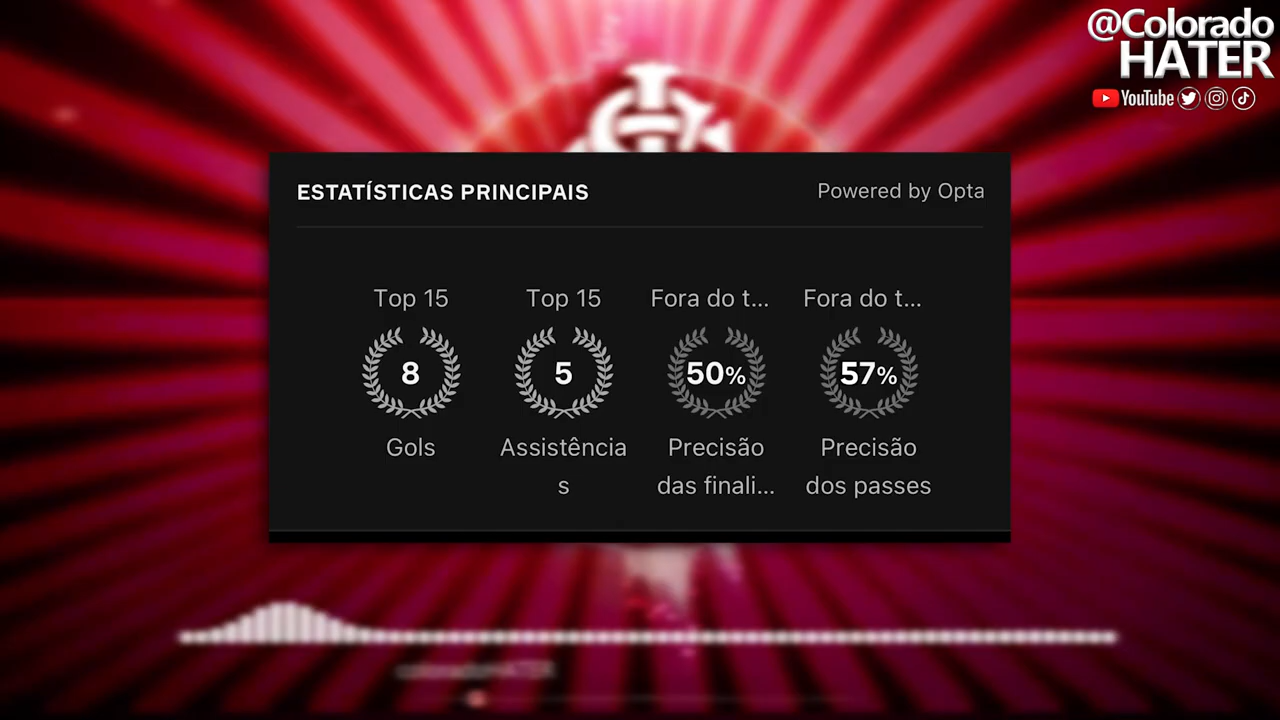 @Colorado
HATER
YouTube
ESTATÍSTICAS PRINCIPAIS
Powered by Opta
Top 15
Top 15
Fora do t...
Fora do t...
8
5
50%
57%
Gols
Assistência
s
Precisão
das finali...
Precisão
dos passes